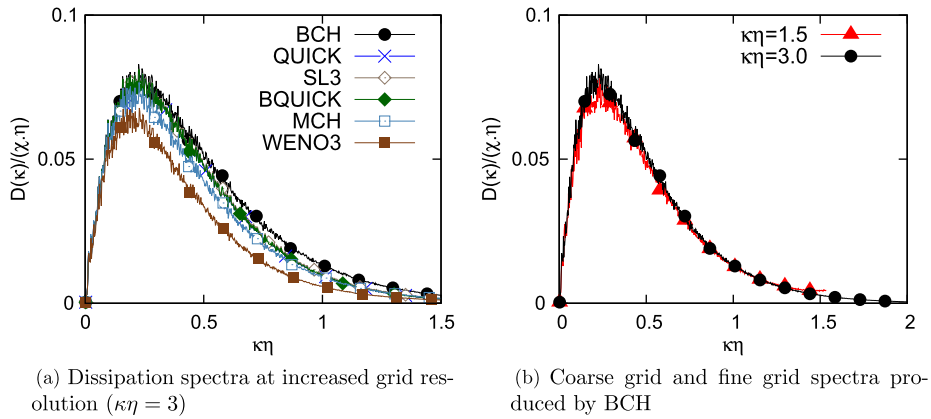 0.1
0.05
0
D(κ)/(χ.η)
BCH
QUICK
SL3
BQUICK
MCH
WENO3
0 0.5 1 1.5
κη
(a) Dissipation spectra at increased grid res-
olution (κη = 3)
0.1
0.05
0
D(κ)/(χ.η)
κη=1.5
κη=3.0
0 0.5 1 1.5 2
κη
(b) Coarse grid and fine grid spectra pro-
duced by BCH